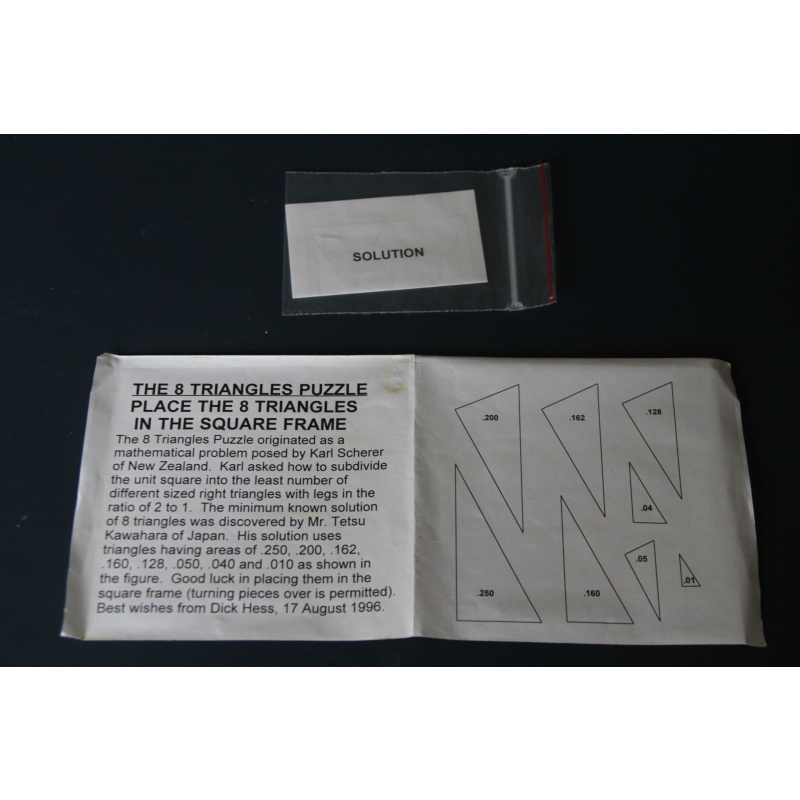 SOLUTION
THE 8 TRIANGLES PUZZLE
PLACE THE 8 TRIANGLES
IN THE SQUARE FRAME
The 8 Triangles Puzzle originated as a
mathematical problem posed by Karl Scherer
of New Zealand. Karl asked how to subdivide
the unit square into the least number of
different sized right triangles with legs in the
ratio of 2 to 1. The minimum known solution
of 8 triangles was discovered by Mr. Tetsu
Kawahara of Japan. His solution uses
triangles having areas of .250, .200, .162,
.160, .128, .050, .040 and .010 as shown in
the figure. Good luck in placing them in the
square frame (turning pieces over is permitted).
Best wishes from Dick Hess, 17 August 1996.
.200
.162
.128
.04
.05
.01
.250
.160